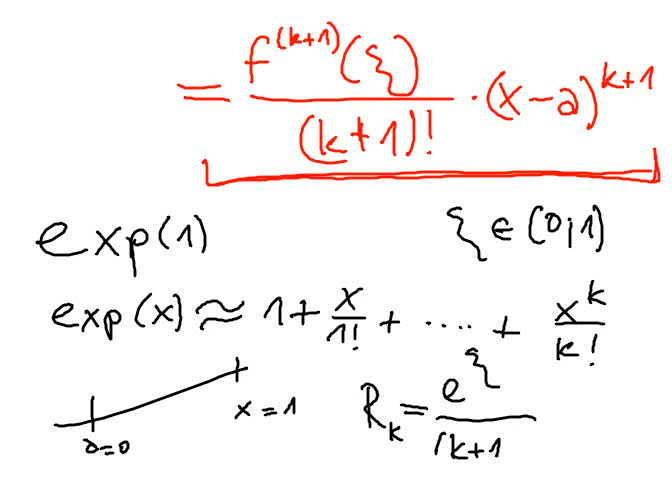 = f^(k+1)(ξ) / (k+1)! · (x-a)^k+1
exp(1) ξ ∈ (0;1)
exp(x) ≈ 1 + x/1! + .... + x^k/k!
a=0 x=1 R_k = e^ξ / (k+1